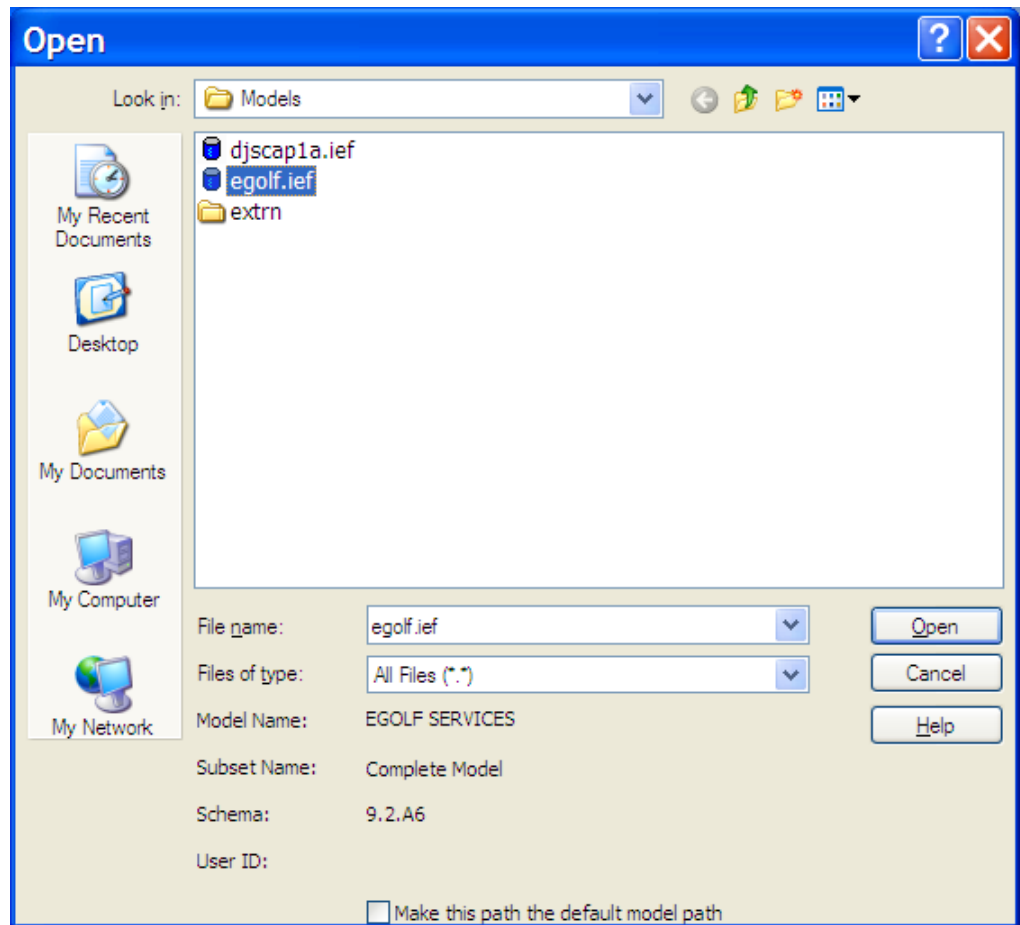 Open
Look in:
Models
djscap1a.ief
egolf.ief
extrn
My Recent
Documents
Desktop
My Documents
My Computer
My Network
File name:
egolf.ief
Open
Files of type:
All Files (*.*)
Cancel
Model Name:
EGOLF SERVICES
Help
Subset Name:
Complete Model
Schema:
9.2.A6
User ID:
Make this path the default model path